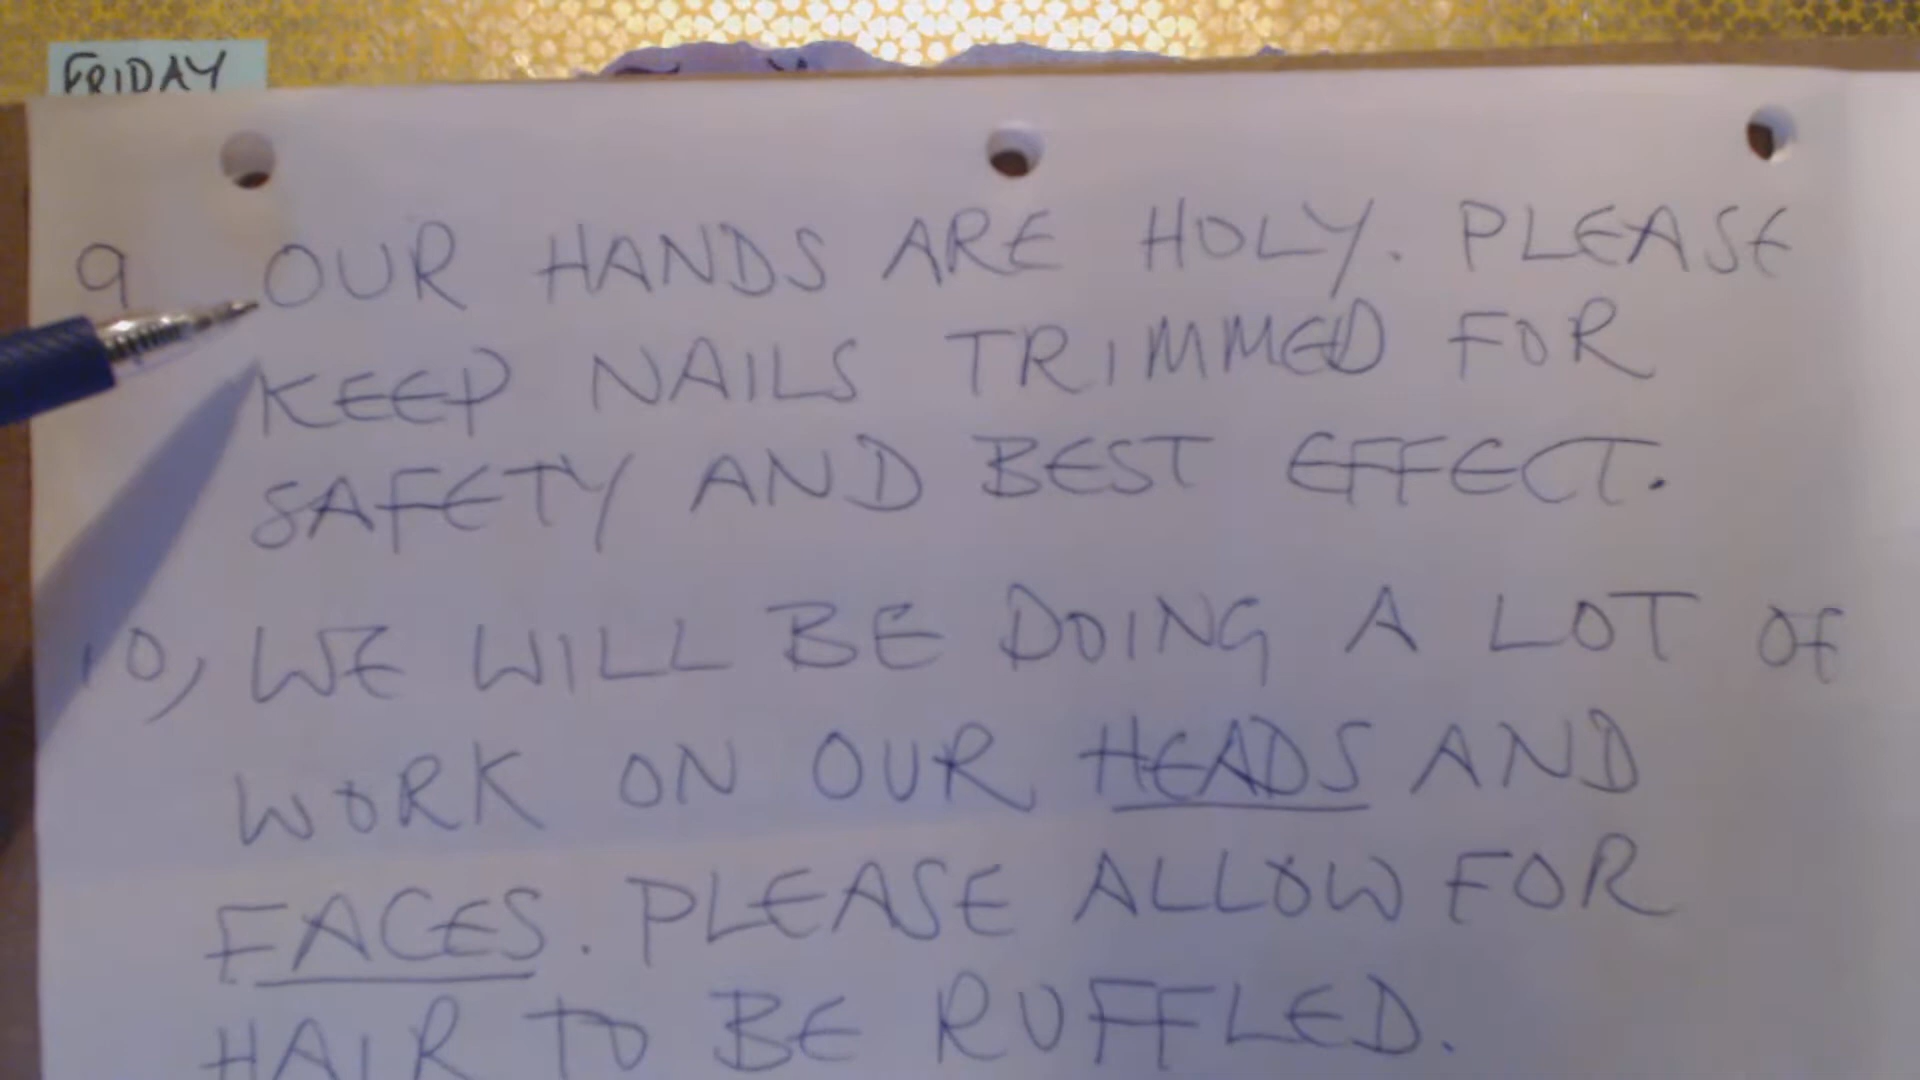 FRIDAY
9 OUR HANDS ARE HOLY. PLEASE
KEEP NAILS TRIMMED FOR
SAFETY AND BEST EFFECT.
10, WE WILL BE DOING A LOT OF
WORK ON OUR HEADS AND
FACES. PLEASE ALLOW FOR
HAIR TO BE RUFFLED.